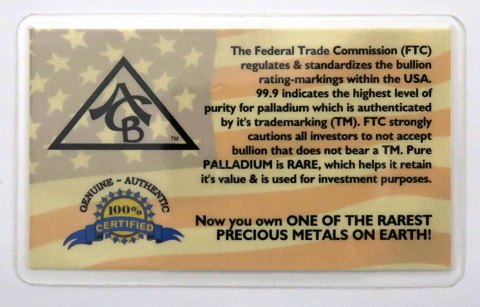 The Federal Trade Commission (FTC)
regulates & standardizes the bullion
rating-markings within the USA.
99.9 indicates the highest level of
purity for palladium which is authenticated
by it's trademarking (TM). FTC strongly
cautions all investors to not accept
bullion that does not bear a TM. Pure
PALLADIUM is RARE, which helps it retain
it's value & is used for investment purposes.
ACB
TM
GENUINE - AUTHENTIC
100%
CERTIFIED
Now you own ONE OF THE RAREST
PRECIOUS METALS ON EARTH!